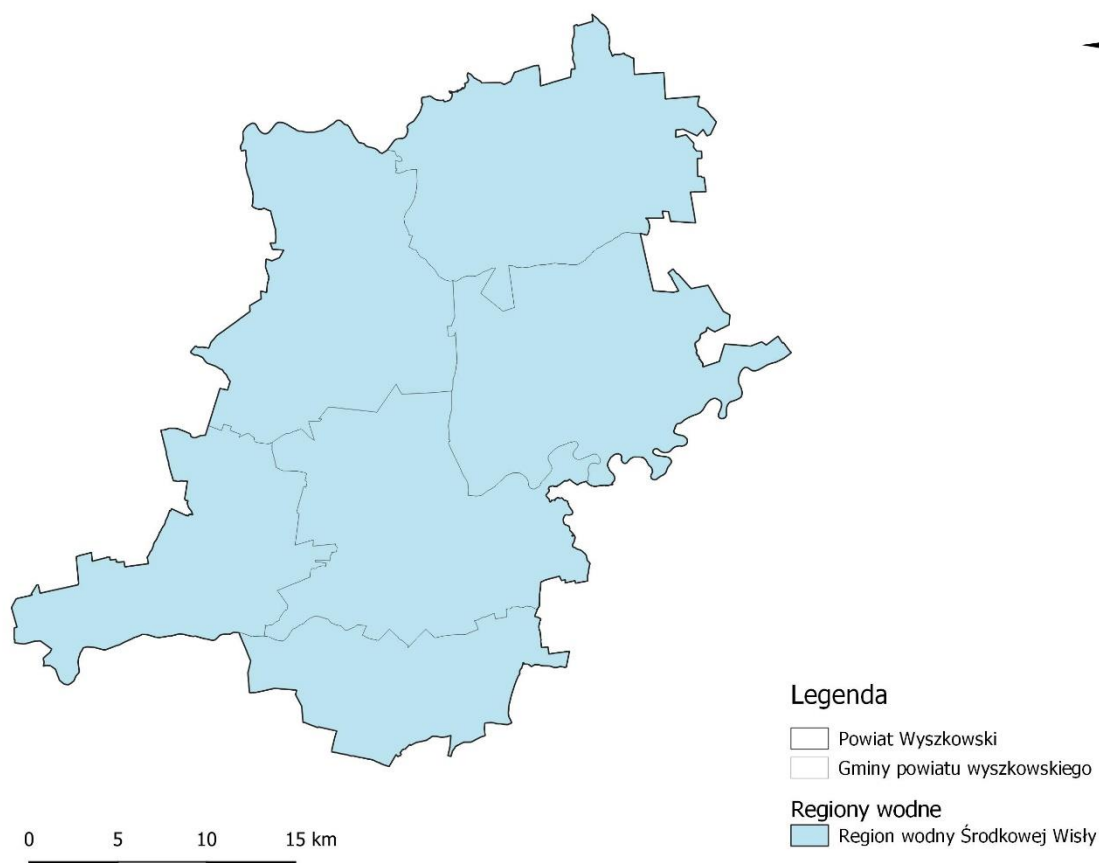 Legenda
Powiat Wyszkowski
Gminy powiatu wyszkowskiego
Regiony wodne
Region wodny Środkowej Wisły
0 5 10 15 km